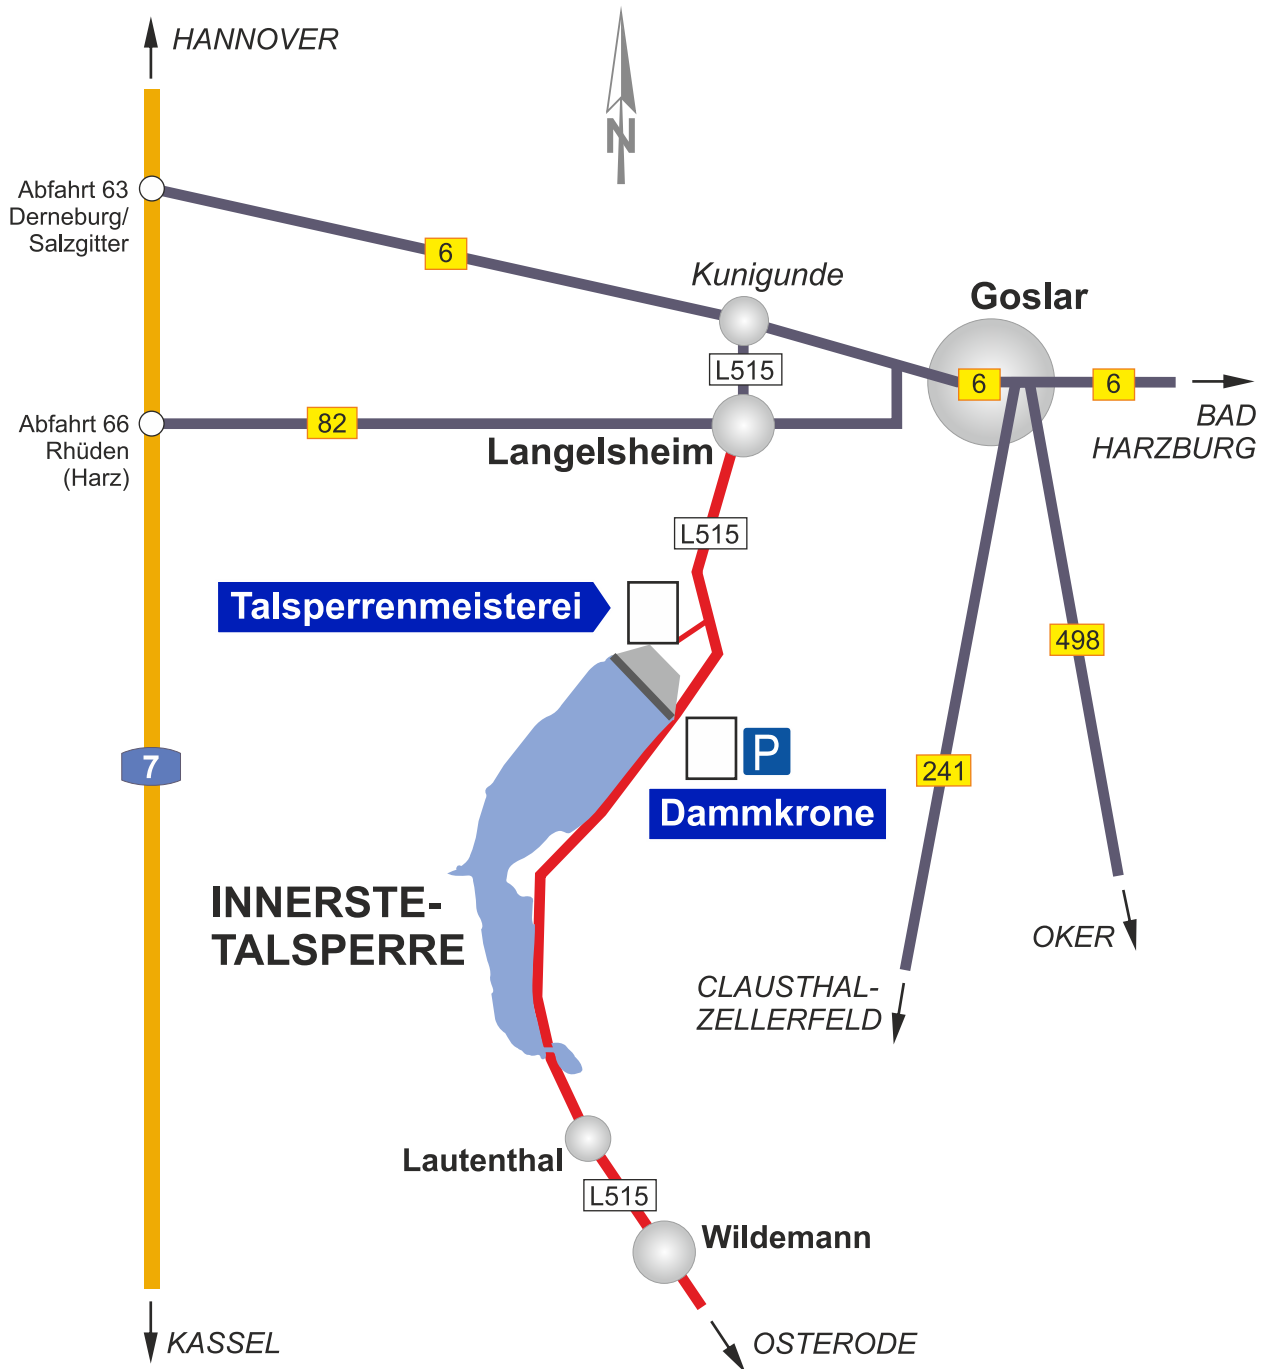 HANNOVER
N
Abfahrt 63
Derneburg/
Salzgitter
6
Kunigunde
Goslar
L515
6
6
BAD
HARZBURG
Abfahrt 66
Rhüden
(Harz)
82
Langelsheim
L515
Talsperrenmeisterei
498
7
P
241
Dammkrone
INNERSTE-
TALSPERRE
OKER
CLAUSTHAL-
ZELLERFELD
Lautenthal
L515
Wildemann
KASSEL
OSTERODE